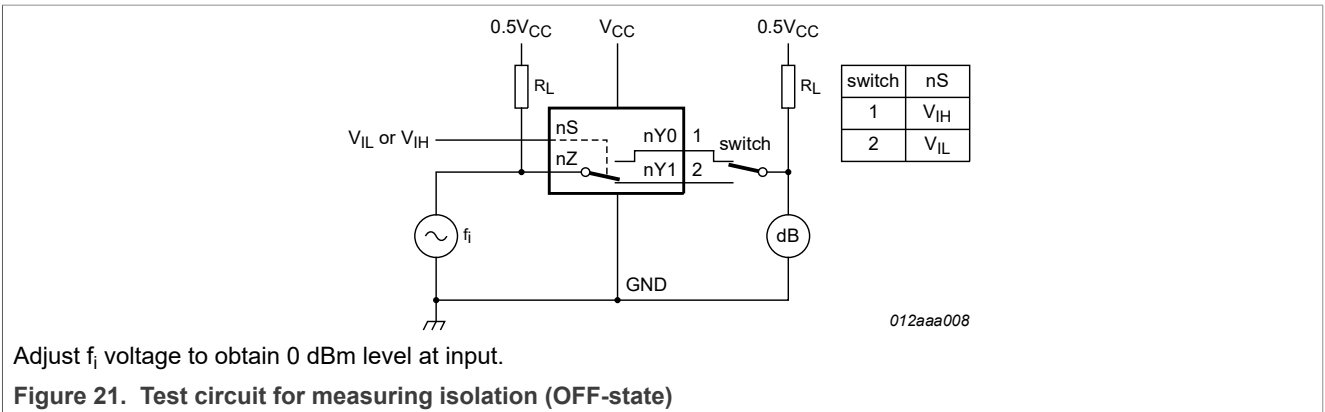 0.5VCC VCC 0.5VCC
RL RL
switch nS
1 VIH
2 VIL
VIL or VIH
nS nY0 1 switch
nZ nY1 2
fi dB
GND
012aaa008
Adjust fi voltage to obtain 0 dBm level at input.
Figure 21. Test circuit for measuring isolation (OFF-state)